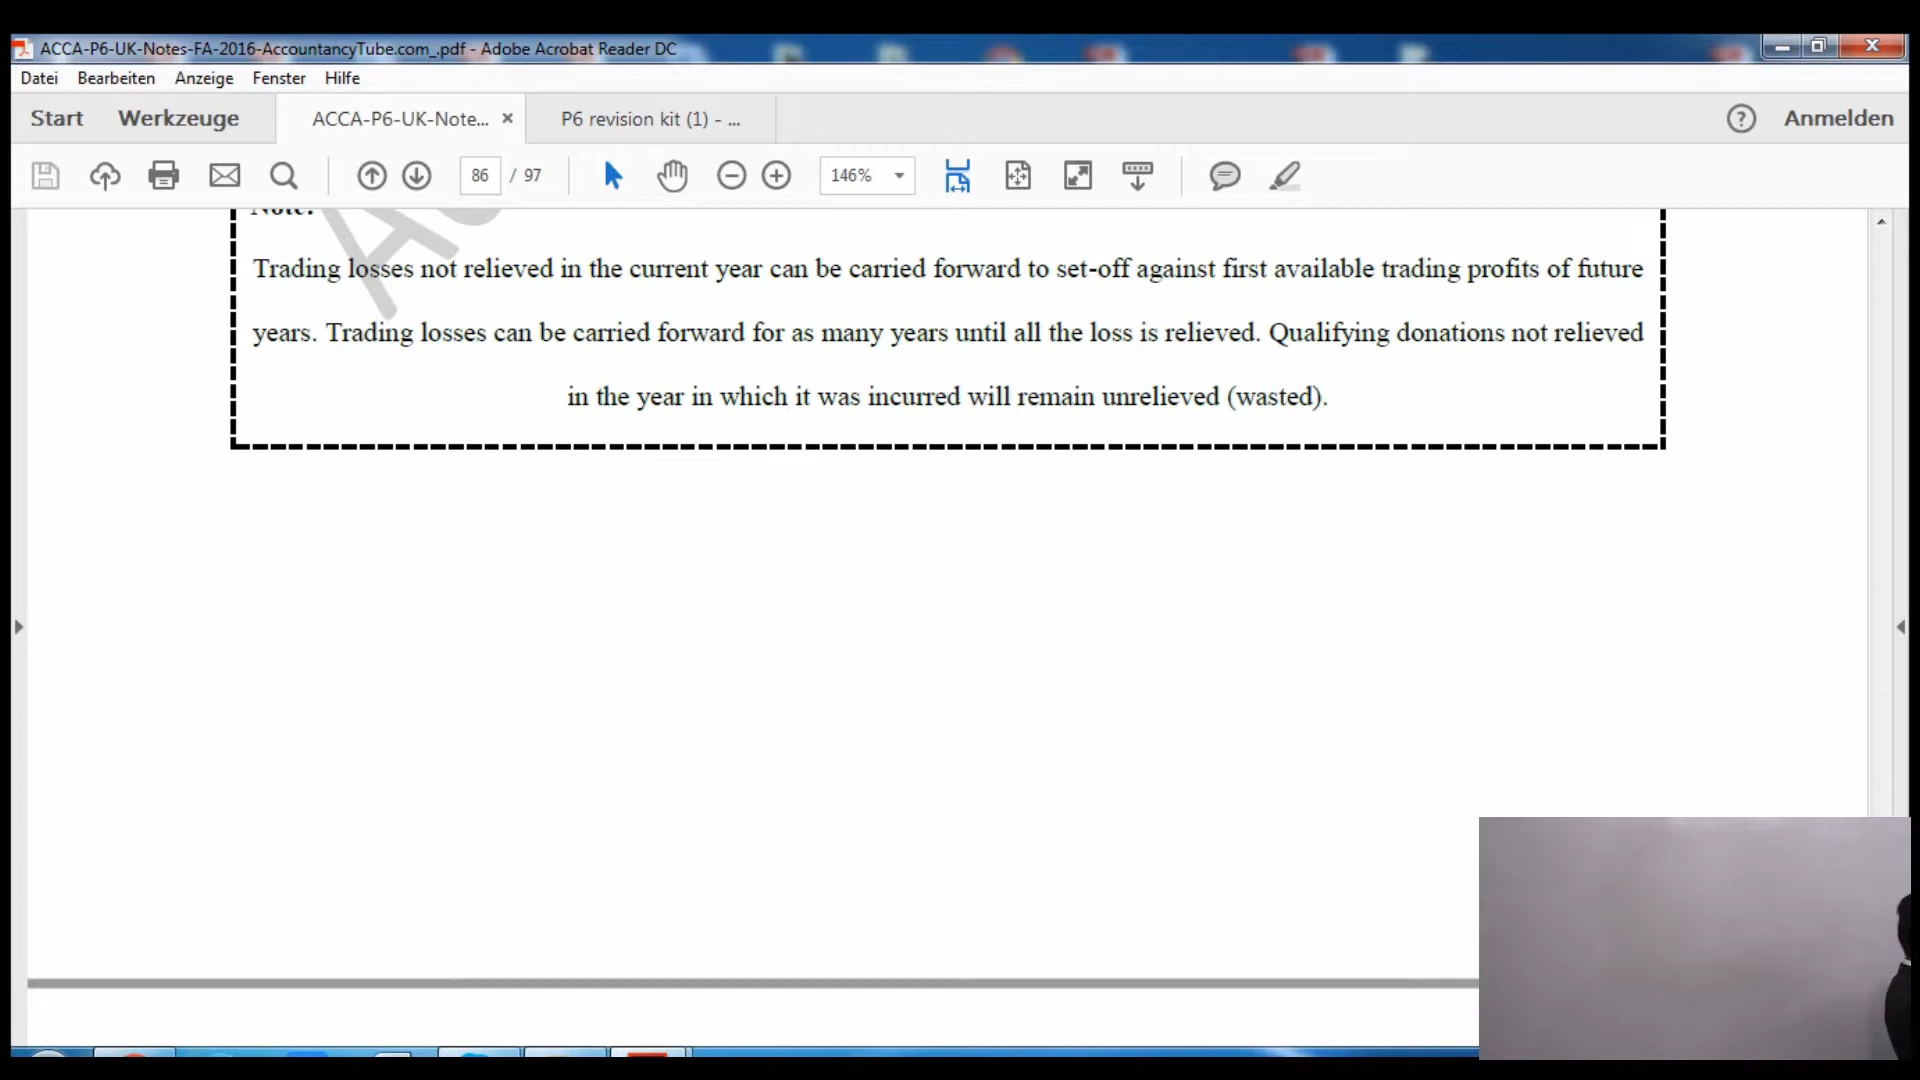 ACCA-P6-UK-Notes-FA-2016-AccountancyTube.com_.pdf - Adobe Acrobat Reader DC
Datei Bearbeiten Anzeige Fenster Hilfe
Start Werkzeuge ACCA-P6-UK-Note... × P6 revision kit (1) - ... ? Anmelden
86 / 97 146%
Note:
Trading losses not relieved in the current year can be carried forward to set-off against first available trading profits of future
years. Trading losses can be carried forward for as many years until all the loss is relieved. Qualifying donations not relieved
in the year in which it was incurred will remain unrelieved (wasted).